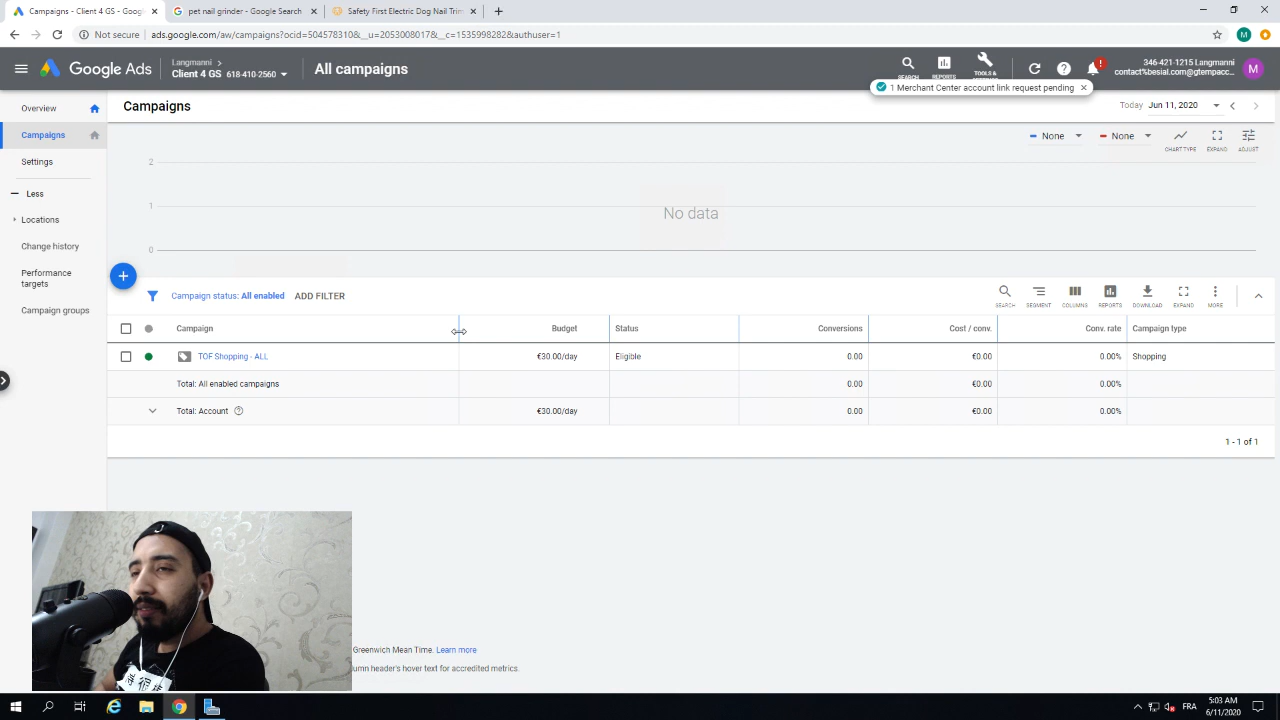 Campaigns - Client 4 GS - Goog
pet nail grinder - Google Search
Safety First Electric Dog Nail Trim
Not secure
ads.google.com/aw/campaigns?ocid=504578310&__u=2053008017&__c=1535998282&authuser=1
M
Google Ads
Langmanni
Client 4 GS 618-410-2560
All campaigns
SEARCH
REPORTS
TOOLS &
!
346-421-1215 Langmanni
contact%besial.com@gtempacc...
M
1 Merchant Center account link request pending
Overview
Campaigns
Settings
Less
Locations
Change history
Performance
targets
Campaign groups
Campaigns
Today Jun 11, 2020
None
None
CHART TYPE
EXPAND
ADJUST
2
1
0
No data
Campaign status: All enabled
ADD FILTER
SEARCH
SEGMENT
COLUMNS
REPORTS
DOWNLOAD
EXPAND
MORE
Campaign Budget Status Conversions Cost / conv. Conv. rate Campaign type
TOF Shopping - ALL €30.00/day Eligible 0.00 €0.00 0.00% Shopping
Total: All enabled campaigns 0.00 €0.00 0.00%
Total: Account €30.00/day 0.00 €0.00 0.00%
1 - 1 of 1
Greenwich Mean Time. Learn more
lumn header's hover text for accredited metrics.
FRA
5:03 AM
6/11/2020